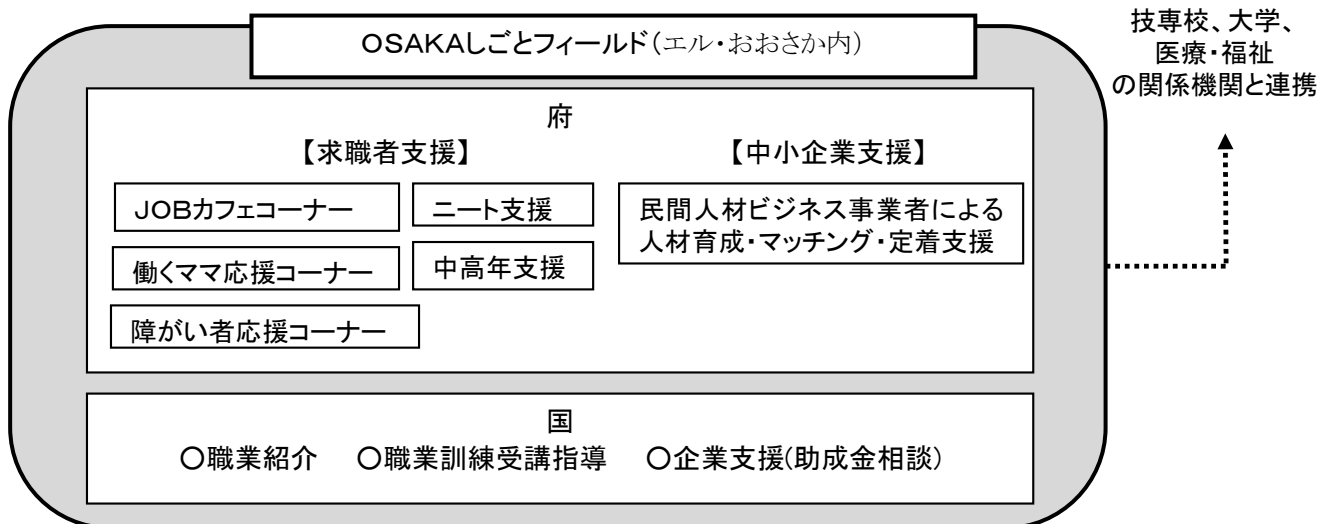 OSAKAしごとフィールド(エル・おおさか内)
技専校、大学、
医療・福祉
の関係機関と連携
府
【求職者支援】
JOBカフェコーナー
ニート支援
働くママ応援コーナー
中高年支援
障がい者応援コーナー
【中小企業支援】
民間人材ビジネス事業者による
人材育成・マッチング・定着支援
国
○職業紹介 ○職業訓練受講指導 ○企業支援(助成金相談)